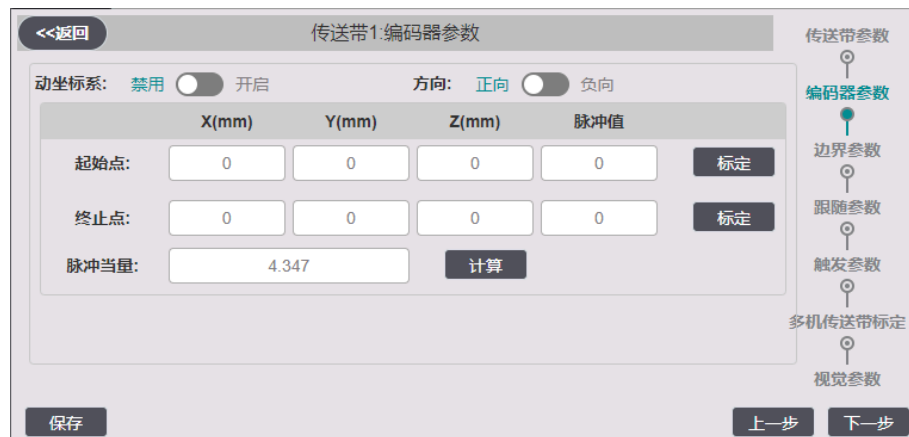 <<返回 传送带1:编码器参数
动坐标系: 禁用 开启 方向: 正向 负向
X(mm) Y(mm) Z(mm) 脉冲值
起始点: 0 0 0 0 标定
终止点: 0 0 0 0 标定
脉冲当量: 4.347 计算
传送带参数
编码器参数
边界参数
跟随参数
触发参数
多机传送带标定
视觉参数
保存 上一步 下一步